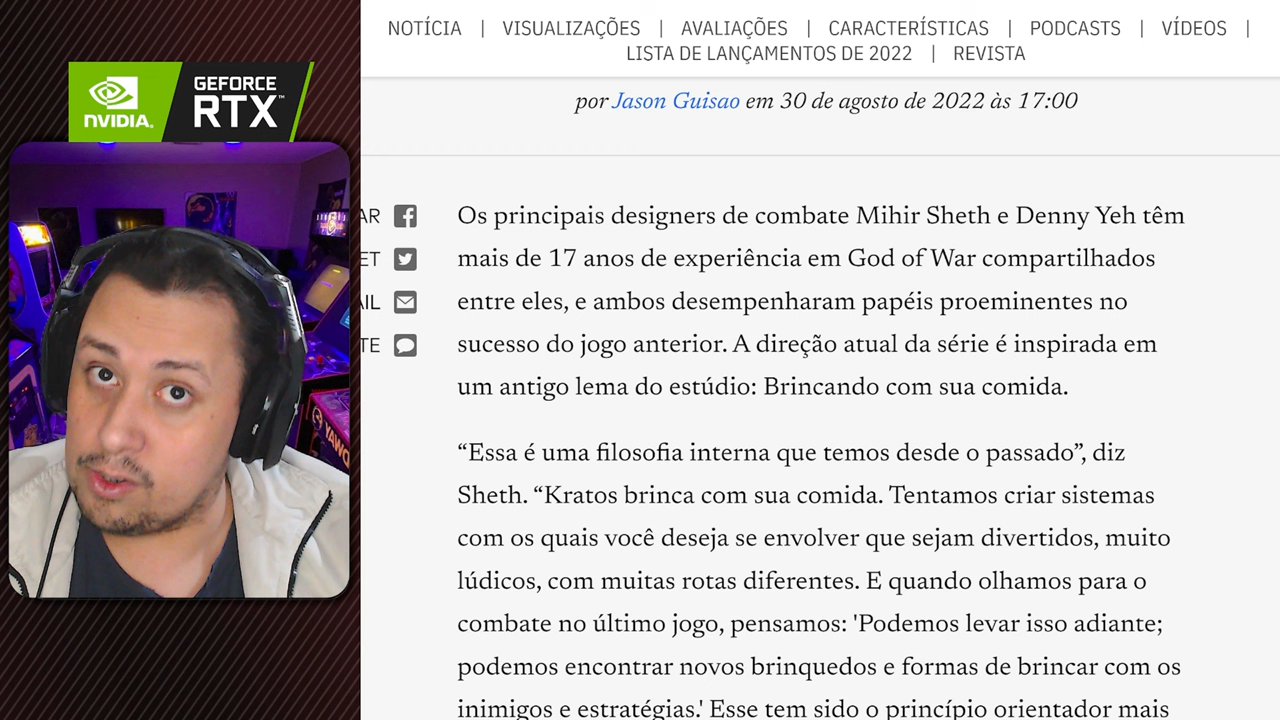 NOTÍCIA | VISUALIZAÇÕES | AVALIAÇÕES | CARACTERÍSTICAS | PODCASTS | VÍDEOS |
LISTA DE LANÇAMENTOS DE 2022 | REVISTA
por Jason Guisao em 30 de agosto de 2022 às 17:00
NVIDIA.
GEFORCE
RTX™
AR
ET
AIL
TE
Os principais designers de combate Mihir Sheth e Denny Yeh têm
mais de 17 anos de experiência em God of War compartilhados
entre eles, e ambos desempenharam papéis proeminentes no
sucesso do jogo anterior. A direção atual da série é inspirada em
um antigo lema do estúdio: Brincando com sua comida.
“Essa é uma filosofia interna que temos desde o passado”, diz
Sheth. “Kratos brinca com sua comida. Tentamos criar sistemas
com os quais você deseja se envolver que sejam divertidos, muito
lúdicos, com muitas rotas diferentes. E quando olhamos para o
combate no último jogo, pensamos: 'Podemos levar isso adiante;
podemos encontrar novos brinquedos e formas de brincar com os
inimigos e estratégias.' Esse tem sido o princípio orientador mais